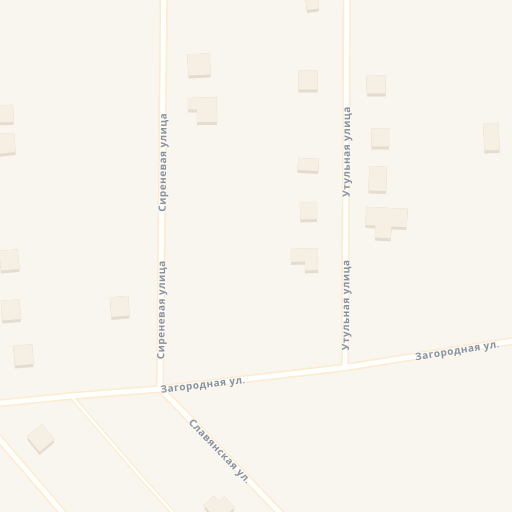 Сиреневая улица
Утульная улица
Сиреневая улица
Утульная улица
Загородная ул.
Загородная ул.
Славянская ул.